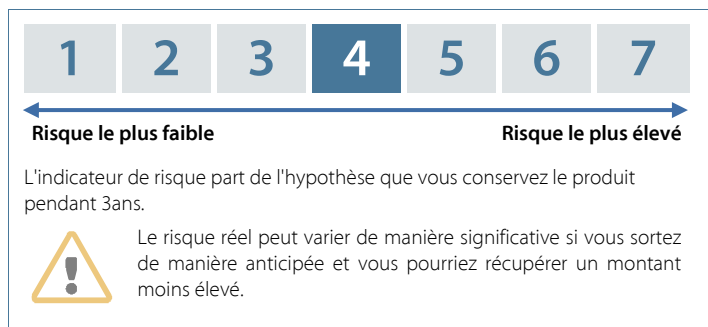 1 2 3 4 5 6 7
Risque le plus faible Risque le plus élevé
L'indicateur de risque part de l'hypothèse que vous conservez le produit
pendant 3ans.
Le risque réel peut varier de manière significative si vous sortez
de manière anticipée et vous pourriez récupérer un montant
moins élevé.